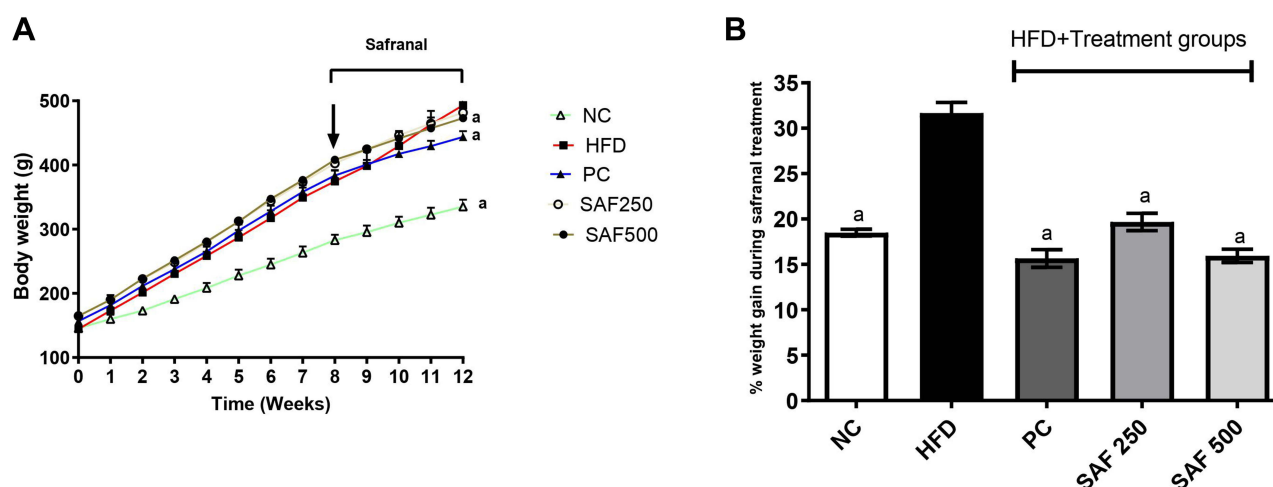 A
Safranal
Body weight (g)
500
400
300
200
100
a
a
a
0 1 2 3 4 5 6 7 8 9 10 11 12
Time (Weeks)
NC
HFD
PC
SAF250
SAF500
B
HFD+Treatment groups
% weight gain during safranal treatment
35
30
25
20
15
10
5
0
a
a
a
a
NC
HFD
PC
SAF 250
SAF 500